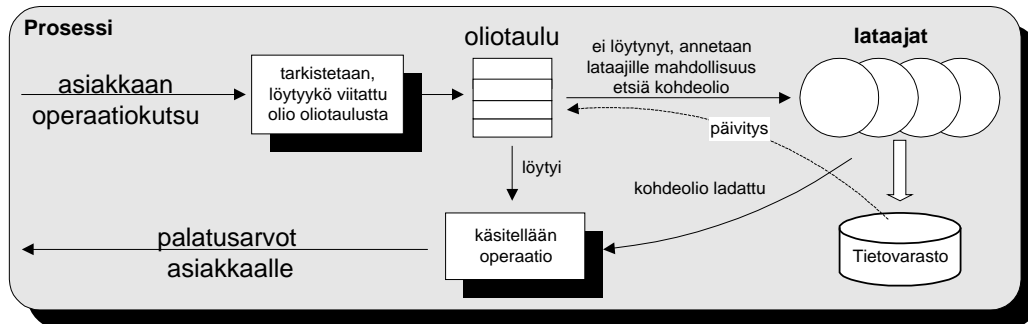 Prosessi
oliotaulu
lataajat
ei löytynyt, annetaan
lataajille mahdollisuus
etsiä kohdeolio
asiakkaan
operaatiokutsu
tarkistetaan,
löytyykö viitattu
olio oliotaulusta
päivitys
löytyi
kohdeolio ladattu
palatusarvot
asiakkaalle
käsitellään
operaatio
Tietovarasto